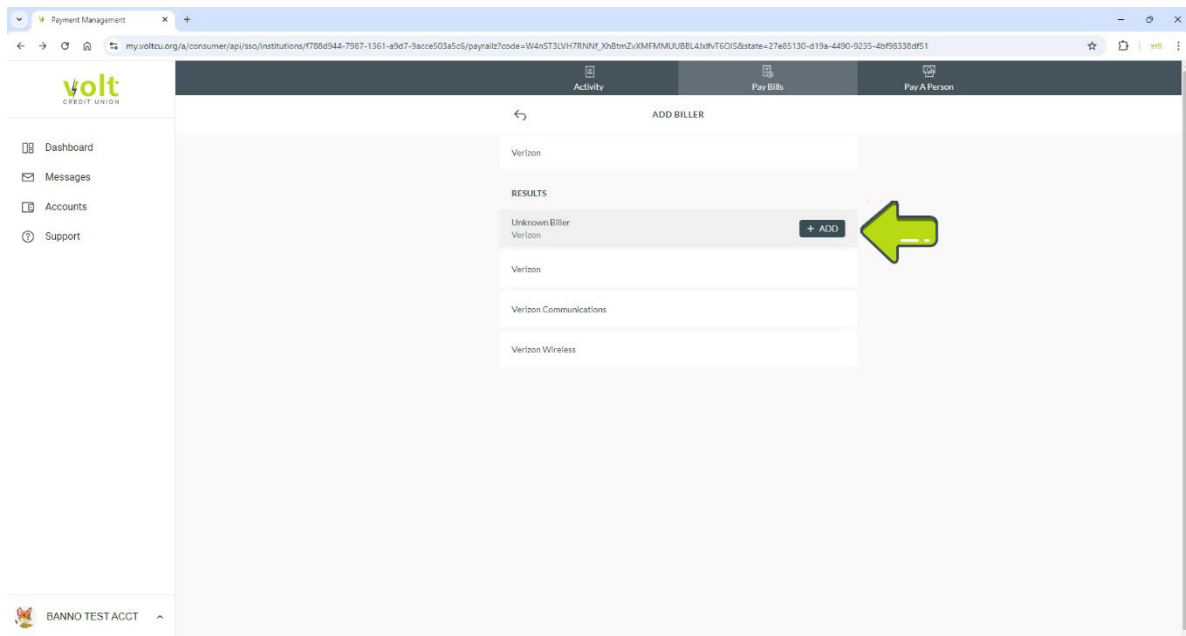 Payment Management
my.voltcu.org/a/consumer/api/sso/institutions/f788d944-7987-1361-a9d7-9acce503a5c6/payrailz?code=W4nST3LVH7RNNf_XhBtmZvXMFMMUUBBL4JxlfvT6OIS&state=27e85130-d19a-4490-9235-4bf98338df51
volt
CREDIT UNION
Activity
Pay Bills
Pay A Person
ADD BILLER
Dashboard
Messages
Accounts
Support
Verizon
RESULTS
Unknown Biller
Verizon
+ ADD
Verizon
Verizon Communications
Verizon Wireless
BANNO TEST ACCT